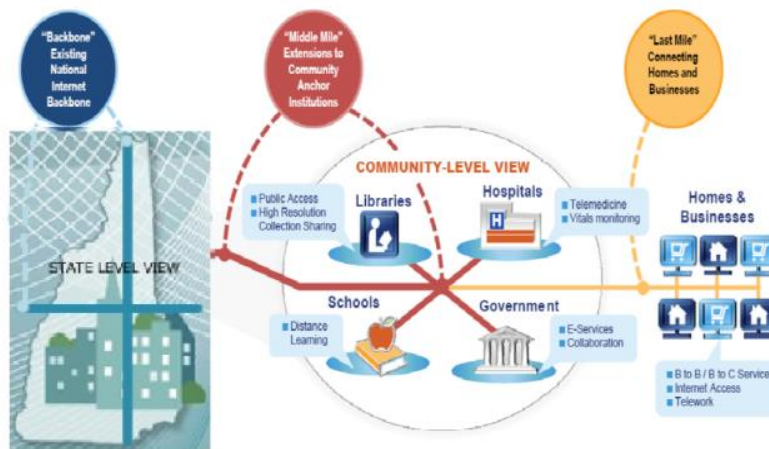 “Backbone”
Existing
National
Internet
Backbone
“Middle Mile”
Extensions to
Community
Anchor
Institutions
“Last Mile”
Connecting
Homes and
Businesses
STATE LEVEL VIEW
COMMUNITY-LEVEL VIEW
Public Access
High Resolution
Collection Sharing
Libraries
Hospitals
H
Telemedicine
Vitals monitoring
Homes &
Businesses
Schools
Distance
Learning
Government
E-Services
Collaboration
B to B / B to C Service
Internet Access
Telework